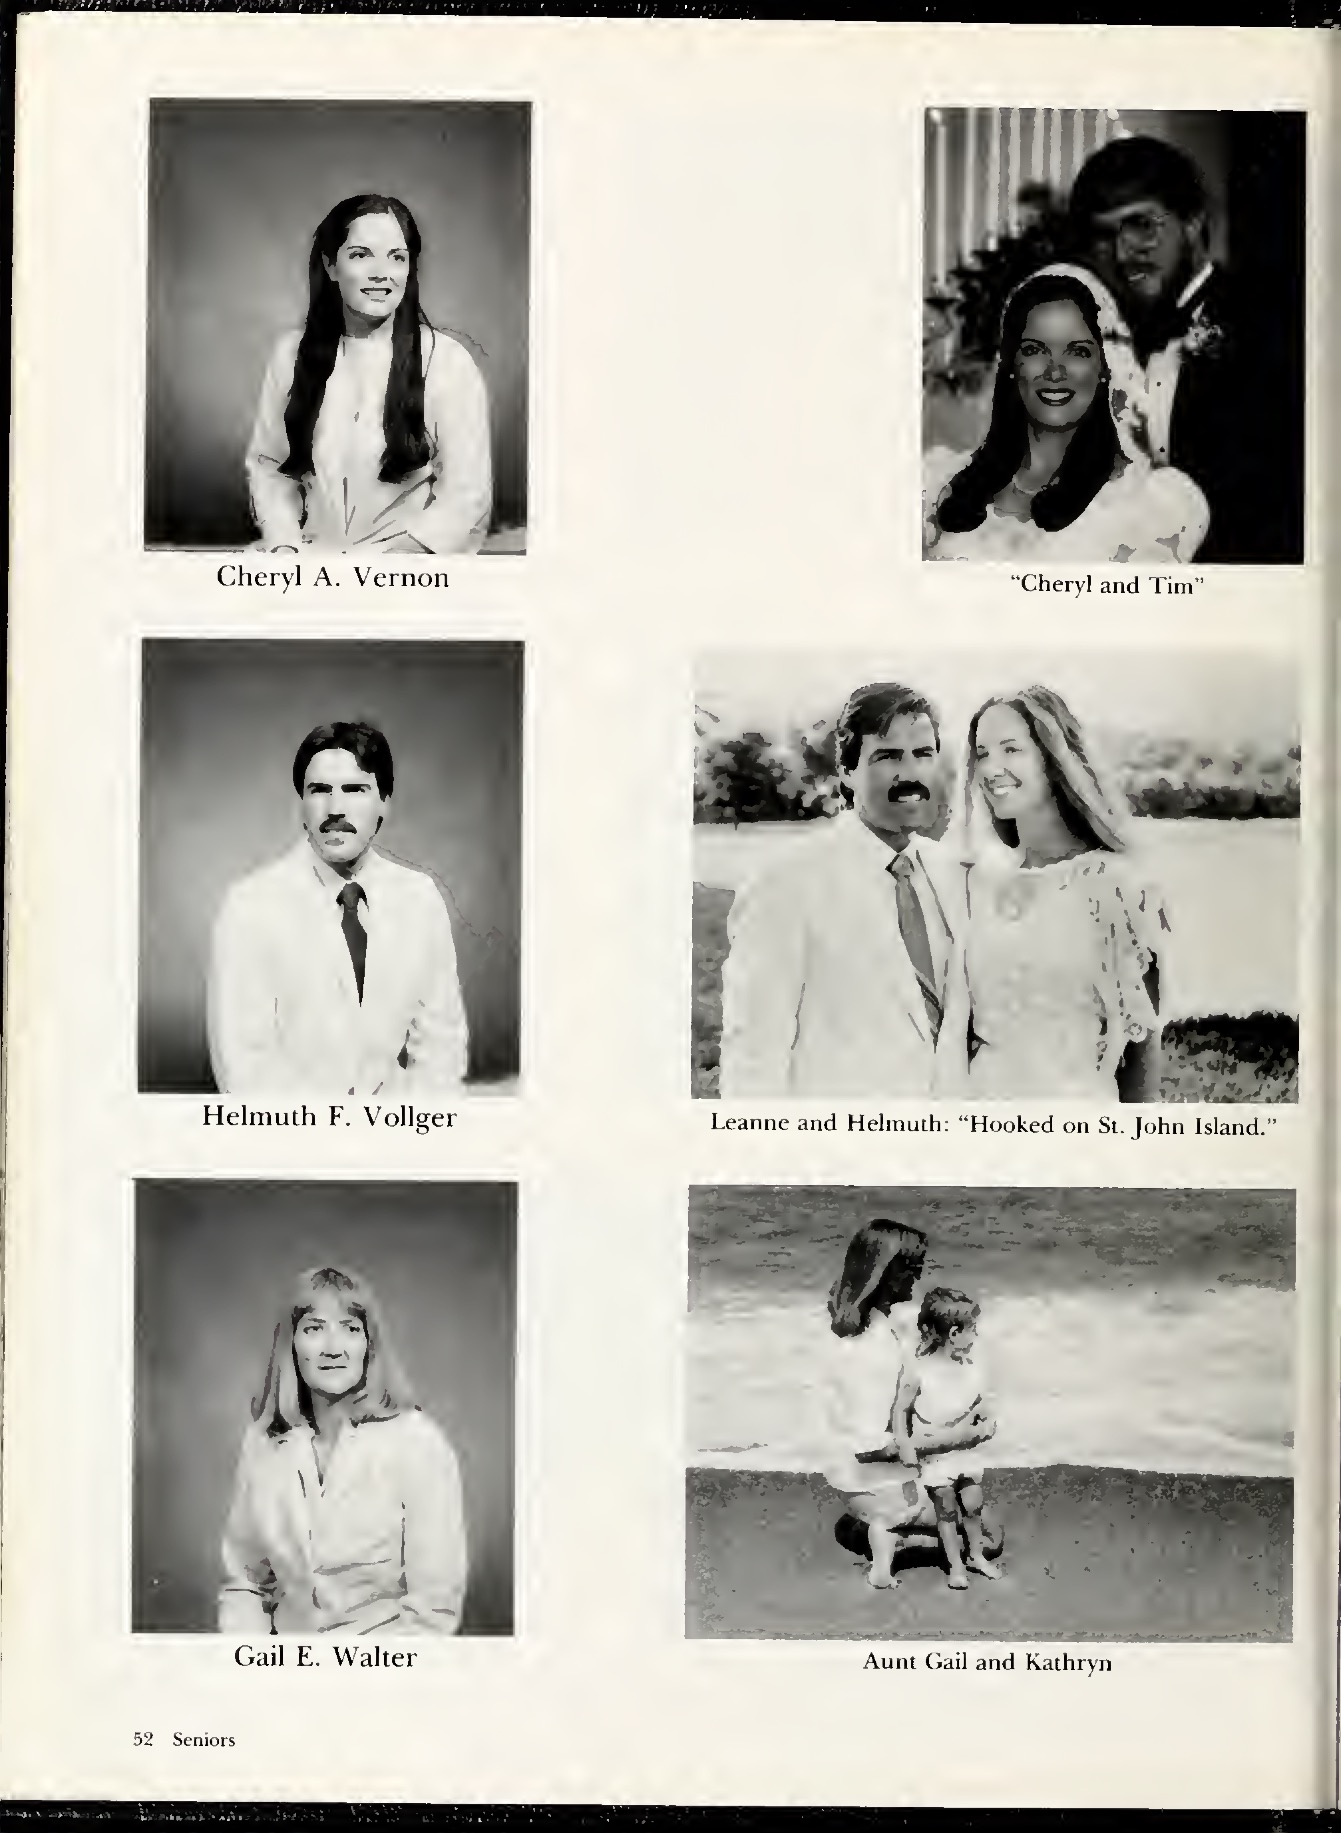 Cheryl A. Vernon
"Cheryl and Tim"
Helmuth F. Vollger
Leanne and Helmuth: "Hooked on St. John Island."
Gail E. Walter
Aunt Gail and Kathryn
52 Seniors